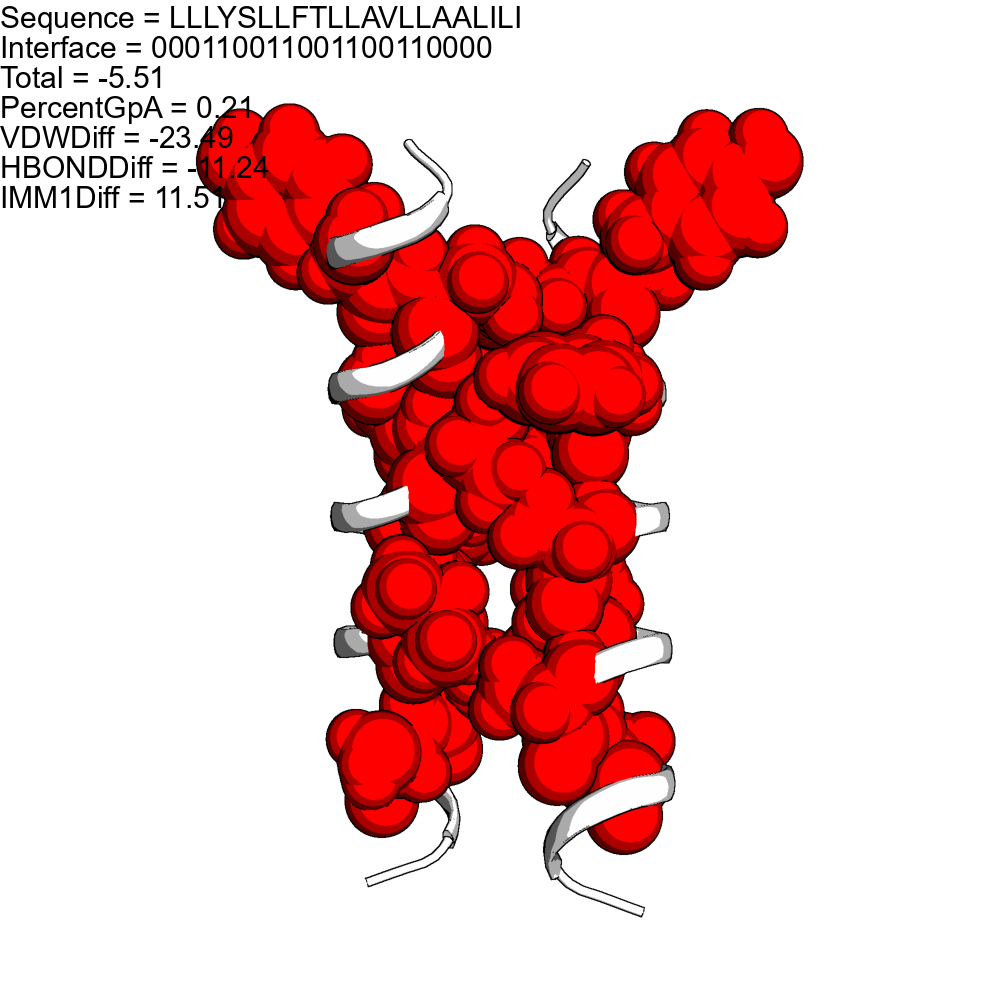 Sequence = LLLYSLLFTLLAVLLAALILI
Interface = 000110011001100110000
Total = -5.51
PercentGpA = 0.21
VDWDiff = -23.49
HBONDDiff = -11.24
IMM1Diff = 11.51